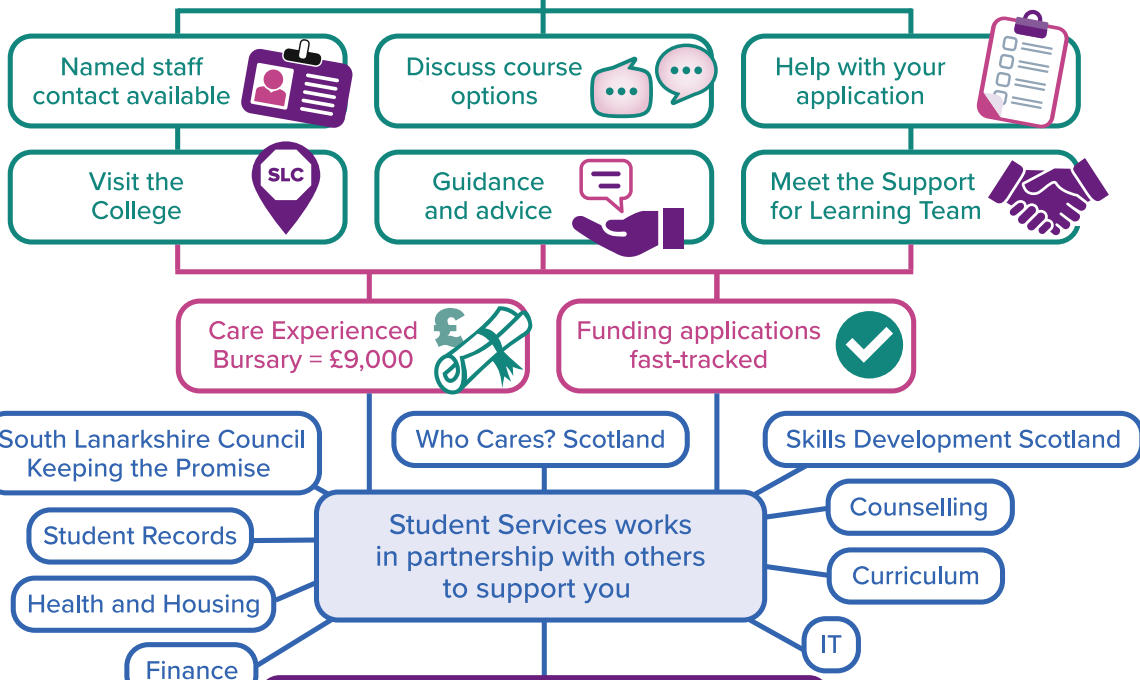 Named staff
contact available
Discuss course
options
Help with your
application
Visit the
College
SLC
Guidance
and advice
Meet the Support
for Learning Team
Care Experienced
Bursary = £9,000
£
Funding applications
fast-tracked
South Lanarkshire Council
Keeping the Promise
Who Cares? Scotland
Skills Development Scotland
Student Records
Student Services works
in partnership with others
to support you
Counselling
Health and Housing
Curriculum
Finance
IT